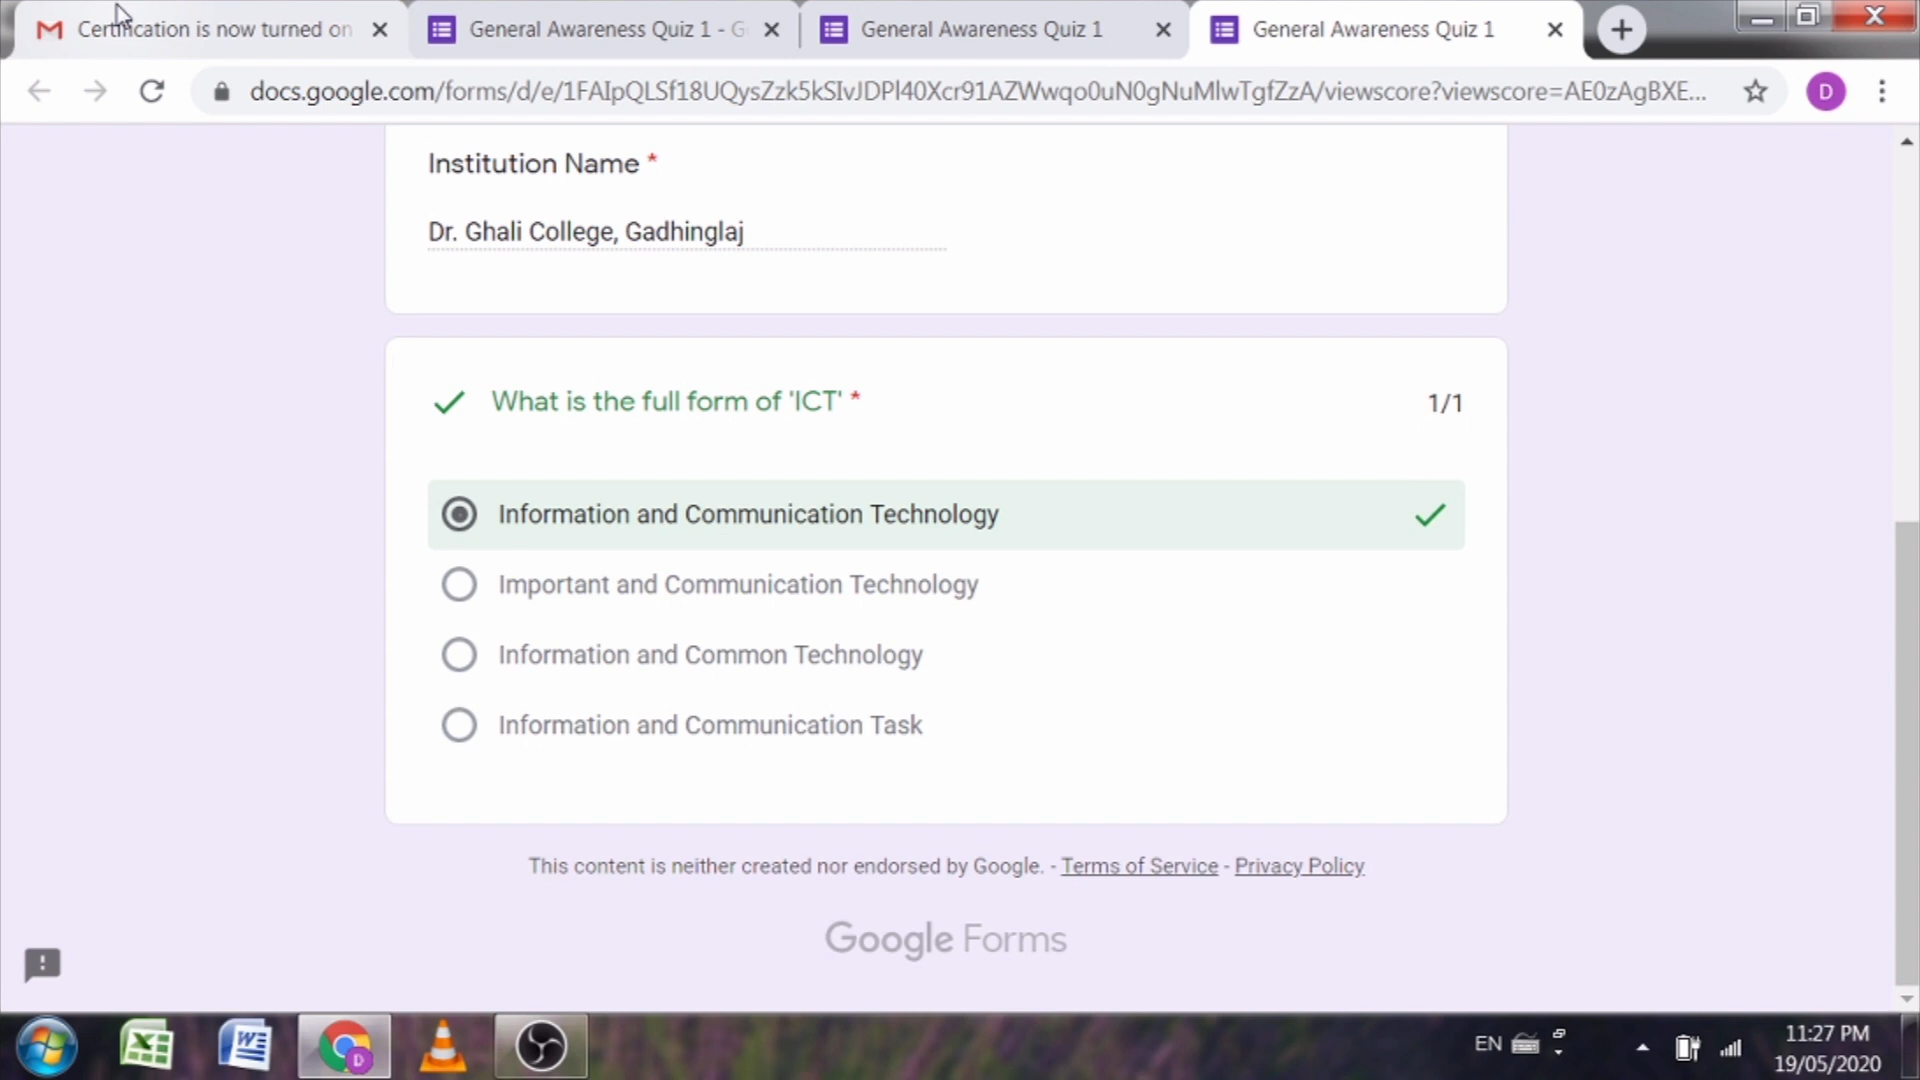 Certification is now turned on
General Awareness Quiz 1 - G
General Awareness Quiz 1
General Awareness Quiz 1
docs.google.com/forms/d/e/1FAIpQLSf18UQysZzk5kSIvJDPl40Xcr91AZWwqo0uN0gNuMlwTgfZzA/viewscore?viewscore=AE0zAgBXE...
D
Institution Name *
Dr. Ghali College, Gadhinglaj
What is the full form of 'ICT' *
1/1
Information and Communication Technology
Important and Communication Technology
Information and Common Technology
Information and Communication Task
This content is neither created nor endorsed by Google. - Terms of Service - Privacy Policy
Google Forms
D
EN
11:27 PM
19/05/2020